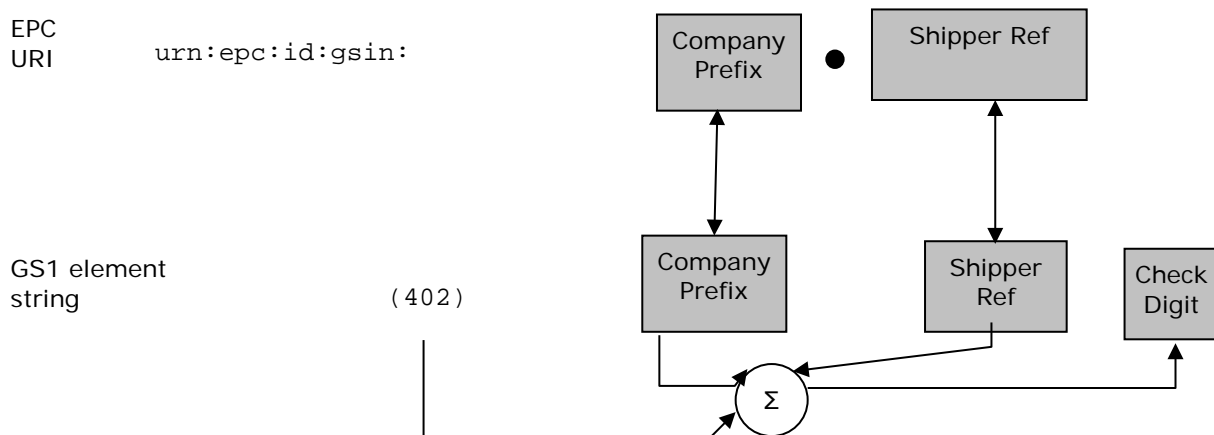 EPC
URI
urn:epc:id:gsin:
Company
Prefix
●
Shipper Ref
GS1 element
string
(402)
Company
Prefix
Shipper
Ref
Check
Digit
Σ